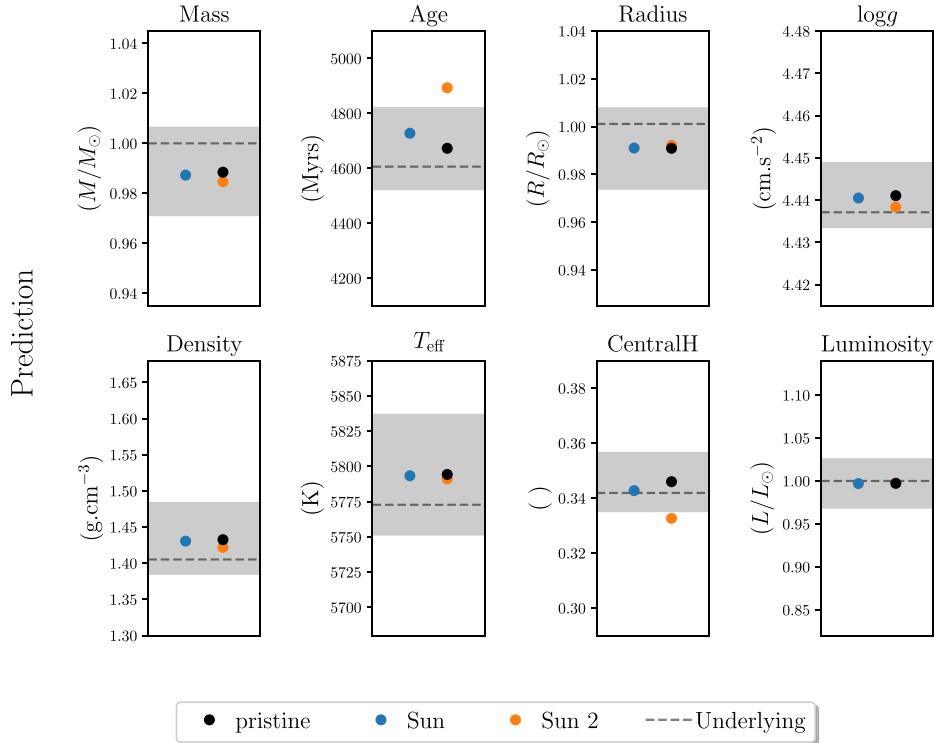 Prediction
Mass
(M/M⊙)
1.04
1.02
1.00
0.98
0.96
0.94
Age
(Myrs)
5000
4800
4600
4400
4200
Radius
(R/R⊙)
1.04
1.02
1.00
0.98
0.96
0.94
logg
(cm.s⁻²)
4.48
4.47
4.45
4.44
4.43
4.42
Density
(g.cm⁻³)
1.65
1.60
1.55
1.50
1.45
1.40
1.35
1.30
Teff
(K)
5875
5850
5825
5800
5775
5750
5725
5700
CentralH
()
0.38
0.36
0.34
0.32
0.30
Luminosity
(L/L⊙)
1.10
1.05
1.00
0.95
0.90
0.85
pristine
Sun
Sun 2
Underlying